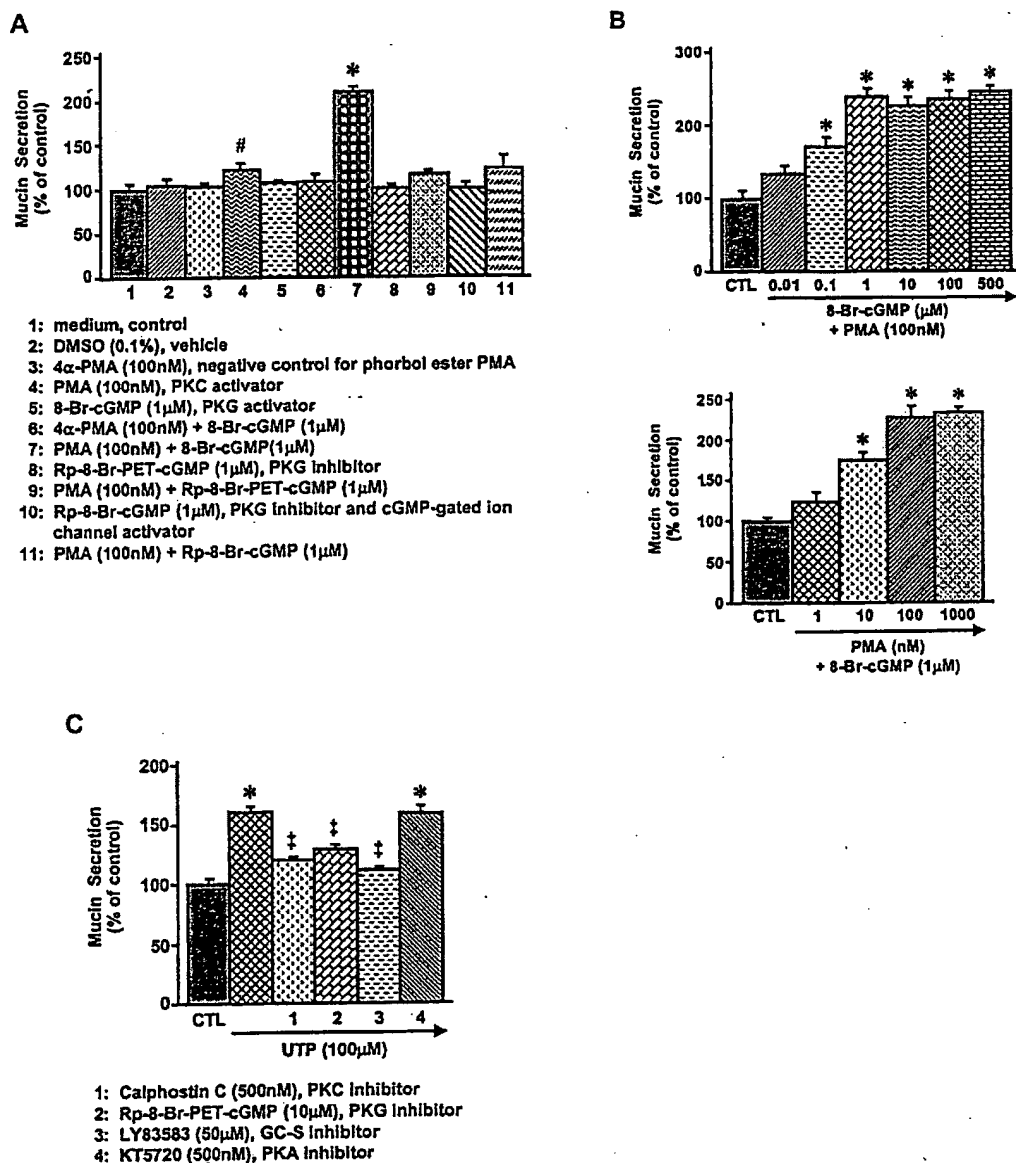 A
Mucin Secretion
(% of control)
250
200
150
100
50
0
#
*
1 2 3 4 5 6 7 8 9 10 11
1: medium, control
2: DMSO (0.1%), vehicle
3: 4α-PMA (100nM), negative control for phorbol ester PMA
4: PMA (100nM), PKC activator
5: 8-Br-cGMP (1μM), PKG activator
6: 4α-PMA (100nM) + 8-Br-cGMP (1μM)
7: PMA (100nM) + 8-Br-cGMP(1μM)
8: Rp-8-Br-PET-cGMP (1μM), PKG Inhibitor
9: PMA (100nM) + Rp-8-Br-PET-cGMP (1μM)
10: Rp-8-Br-cGMP (1μM), PKG Inhibitor and cGMP-gated ion
channel activator
11: PMA (100nM) + Rp-8-Br-cGMP (1μM)
B
Mucin Secretion
(% of control)
300
200
100
0
* * * * *
CTL 0.01 0.1 1 10 100 500
8-Br-cGMP (μM)
+ PMA (100nM)
Mucin Secretion
(% of control)
250
200
150
100
50
0
* * *
CTL 1 10 100 1000
PMA (nM)
+ 8-Br-cGMP (1μM)
C
Mucin Secretion
(% of control)
200
150
100
50
0
* ‡ ‡ ‡ *
CTL 1 2 3 4
UTP (100μM)
1: Calphostin C (500nM), PKC Inhibitor
2: Rp-8-Br-PET-cGMP (10μM), PKG Inhibitor
3: LY83583 (50μM), GC-S Inhibitor
4: KT5720 (500nM), PKA Inhibitor